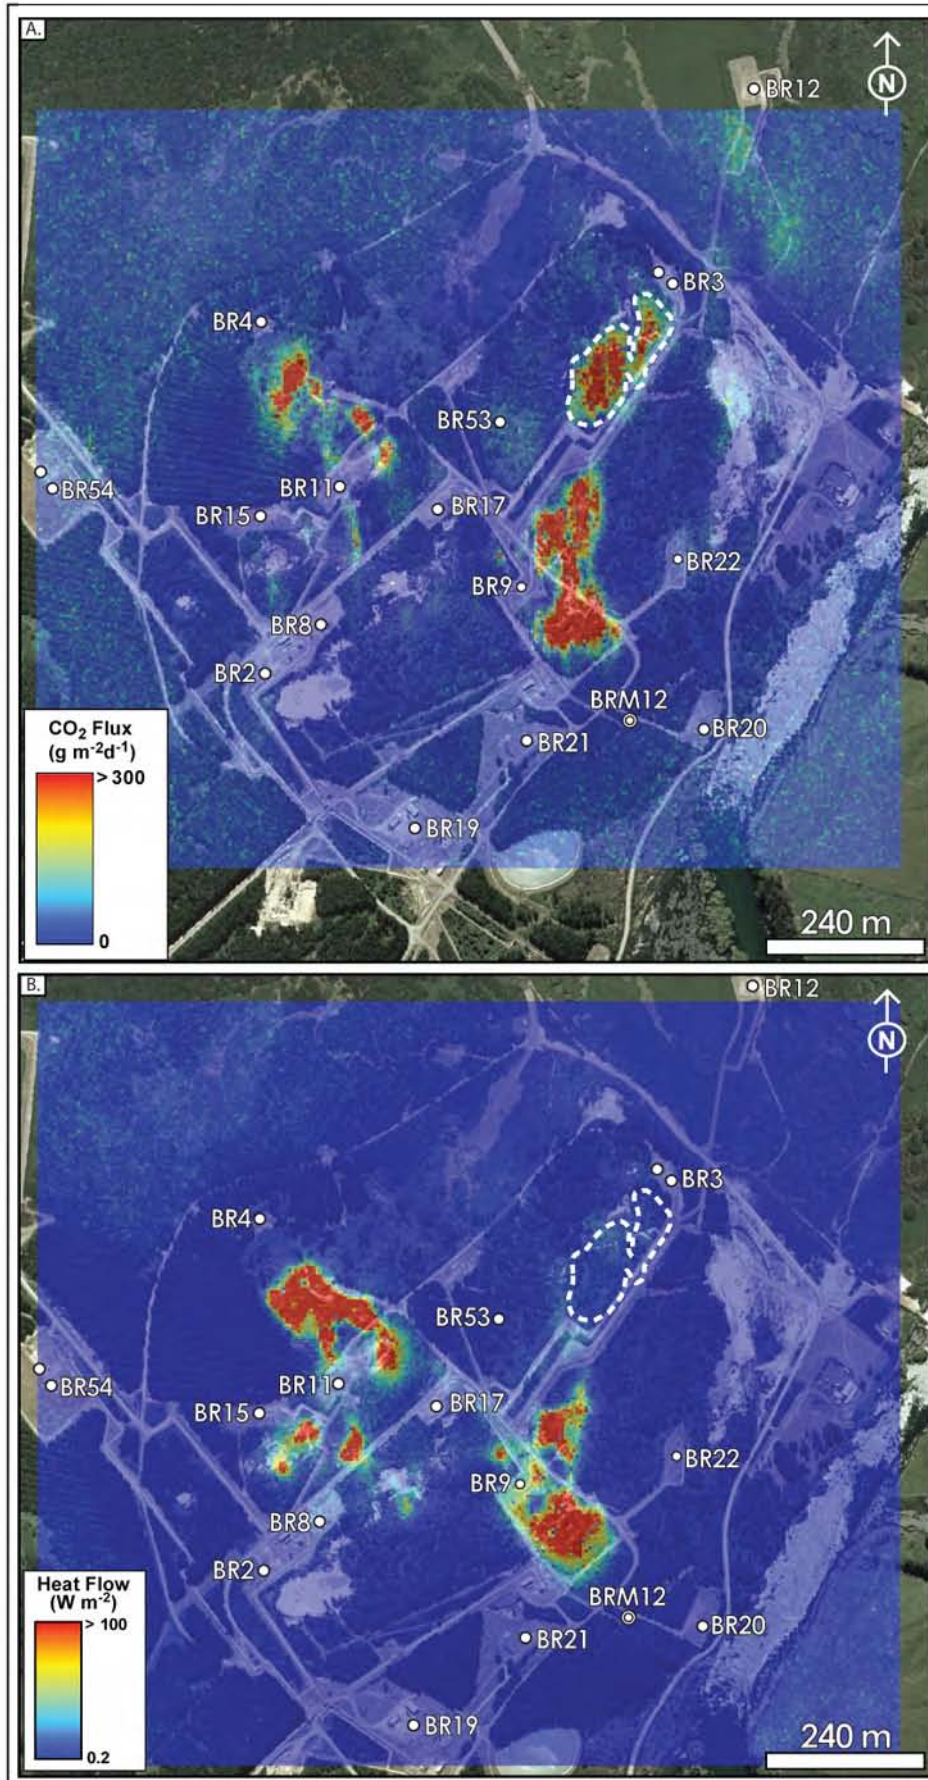 A.
N
BR12
BR3
BR4
BR53
BR54
BR11
BR17
BR15
BR22
BR9
BR8
BR2
BRM12
BR20
BR21
BR19
CO₂ Flux
(g m⁻²d⁻¹)
> 300
0
240 m
B.
BR12
N
BR3
BR4
BR53
BR54
BR11
BR17
BR15
BR22
BR9
BR8
BR2
BRM12
BR20
BR21
BR19
Heat Flow
(W m⁻²)
> 100
0.2
240 m